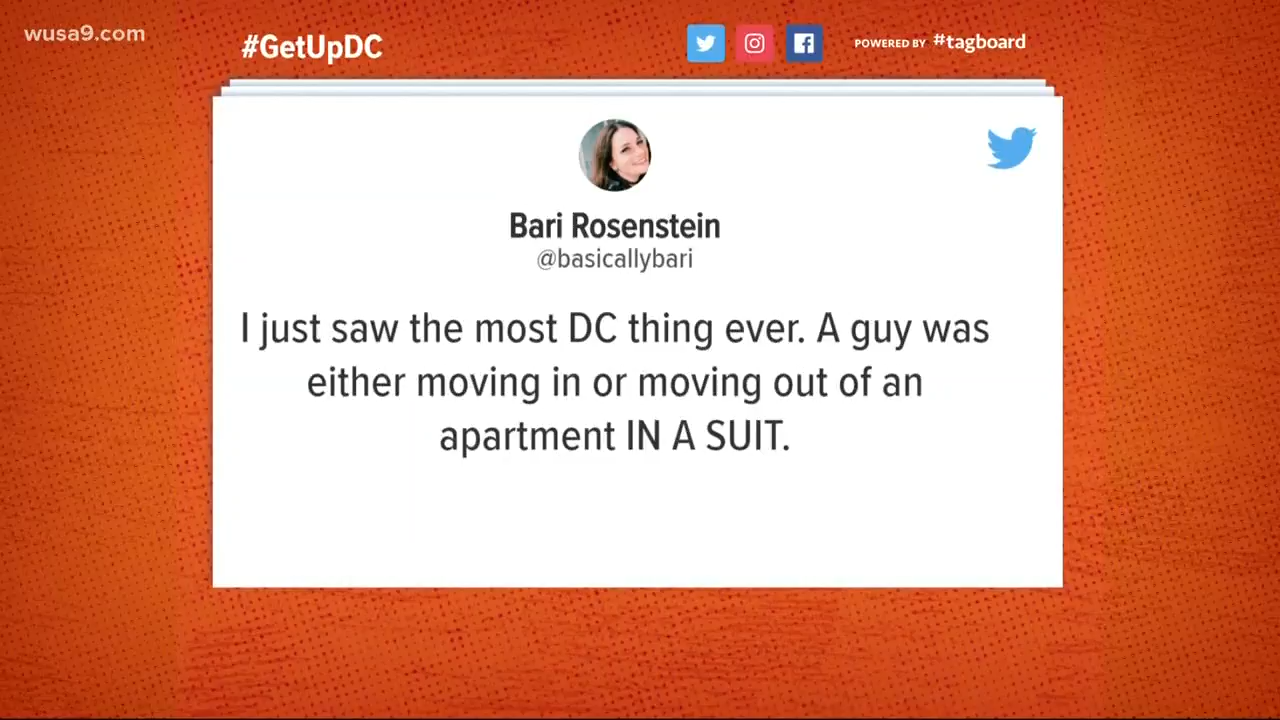 wusa9.com
#GetUpDC
POWERED BY #tagboard
Bari Rosenstein
@basicallybari
I just saw the most DC thing ever. A guy was
either moving in or moving out of an
apartment IN A SUIT.